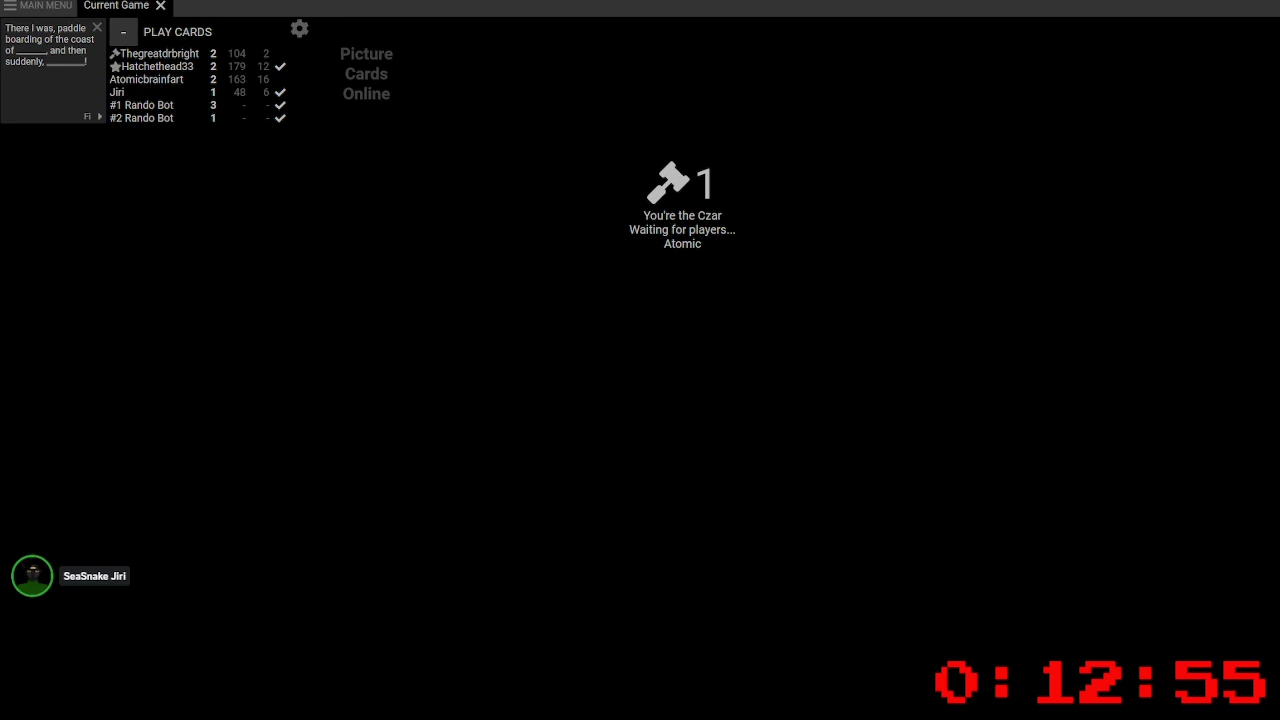 MAIN MENU
Current Game
There I was, paddle
boarding of the coast
of ______, and then
suddenly, ________!
Fi
- PLAY CARDS
Thegreatdrbright 2 104 2
Hatchethead33 2 179 12
Atomicbrainfart 2 163 16
Jiri 1 48 6
#1 Rando Bot 3 - -
#2 Rando Bot 1 - -
Picture
Cards
Online
1
You're the Czar
Waiting for players...
Atomic
SeaSnake Jiri
0:12:55